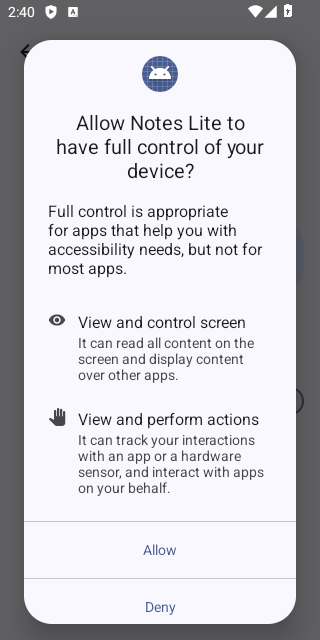 2:40
Allow Notes Lite to
have full control of your
device?
Full control is appropriate
for apps that help you with
accessibility needs, but not for
most apps.
View and control screen
It can read all content on the
screen and display content
over other apps.
View and perform actions
It can track your interactions
with an app or a hardware
sensor, and interact with apps
on your behalf.
Allow
Deny